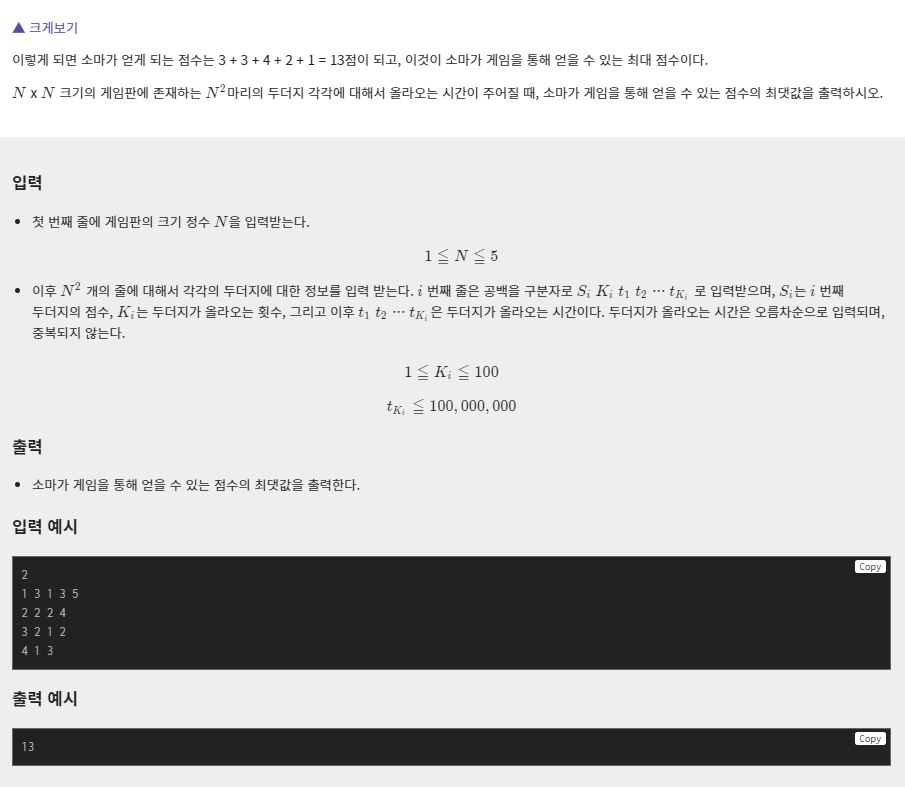 ▲ 크게보기
이렇게 되면 소마가 얻게 되는 점수는 3 + 3 + 4 + 2 + 1 = 13점이 되고, 이것이 소마가 게임을 통해 얻을 수 있는 최대 점수이다.
N x N 크기의 게임판에 존재하는 N²마리의 두더지 각각에 대해서 올라오는 시간이 주어질 때, 소마가 게임을 통해 얻을 수 있는 점수의 최댓값을 출력하시오.
입력
• 첫 번째 줄에 게임판의 크기 정수 N을 입력받는다.
1 ≦ N ≦ 5
• 이후 N² 개의 줄에 대해서 각각의 두더지에 대한 정보를 입력 받는다. i 번째 줄은 공백을 구분자로 S_i K_i t_1 t_2 ⋯ t_{K_i} 로 입력받으며, S_i는 i 번째
두더지의 점수, K_i는 두더지가 올라오는 횟수, 그리고 이후 t_1 t_2 ⋯ t_{K_i}은 두더지가 올라오는 시간이다. 두더지가 올라오는 시간은 오름차순으로 입력되며,
중복되지 않는다.
1 ≦ K_i ≦ 100
t_{K_i} ≦ 100,000,000
출력
• 소마가 게임을 통해 얻을 수 있는 점수의 최댓값을 출력한다.
입력 예시
Copy
2
1 3 1 3 5
2 2 2 4
3 2 1 2
4 1 3
출력 예시
Copy
13